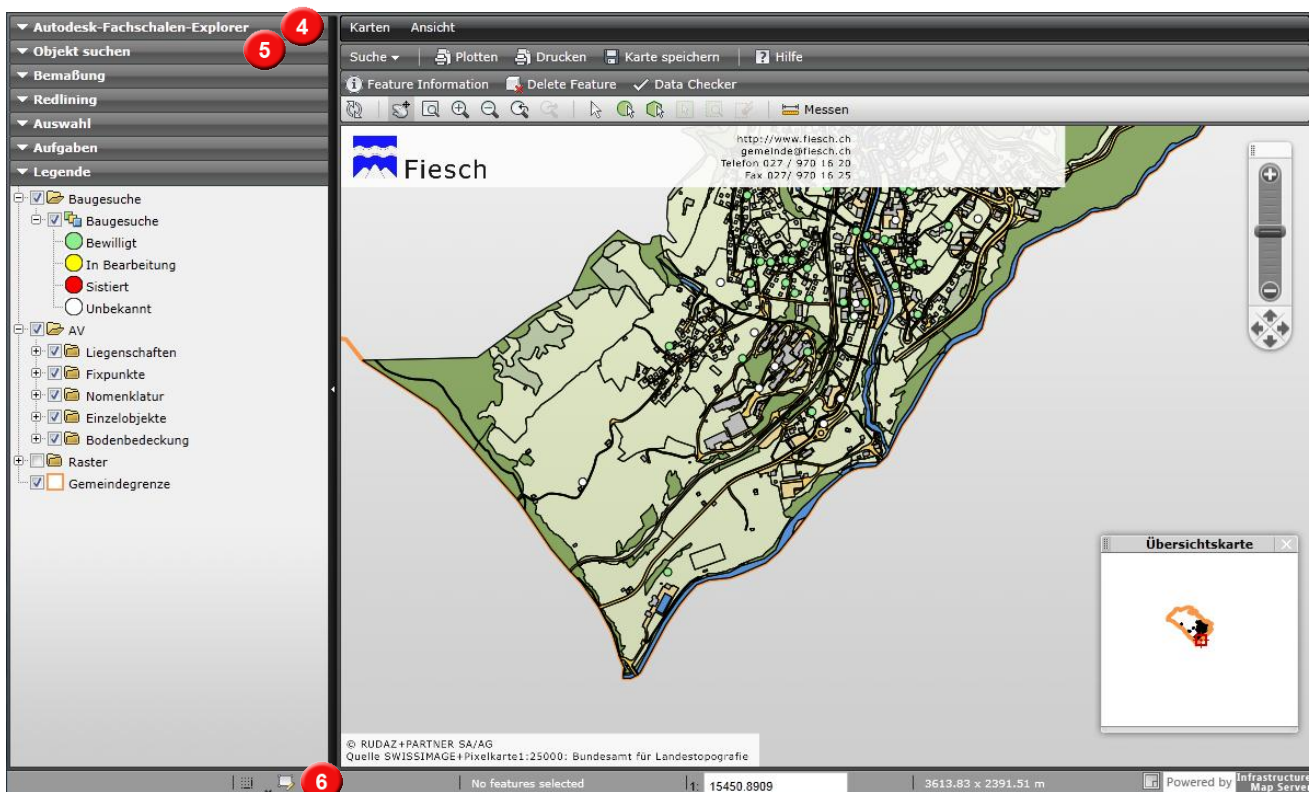 Autodesk-Fachschalen-Explorer
4
Objekt suchen
5
Bemaßung
Redlining
Auswahl
Aufgaben
Legende
Baugesuche
Baugesuche
Bewilligt
In Bearbeitung
Sistiert
Unbekannt
AV
Liegenschaften
Fixpunkte
Nomenklatur
Einzelobjekte
Bodenbedeckung
Raster
Gemeindegrenze
6
Karten Ansicht
Suche Plotten Drucken Karte speichern ? Hilfe
Feature Information Delete Feature Data Checker
Messen
Fiesch
http://www.fiesch.ch
gemeinde@fiesch.ch
Telefon 027 / 970 16 20
Fax 027/ 970 16 25
Übersichtskarte
© RUDAZ+PARTNER SA/AG
Quelle SWISSIMAGE+Pixelkarte1:25000: Bundesamt für Landestopografie
No features selected
1: 15450.8909
3613.83 x 2391.51 m
Powered by Infrastructure Map Server